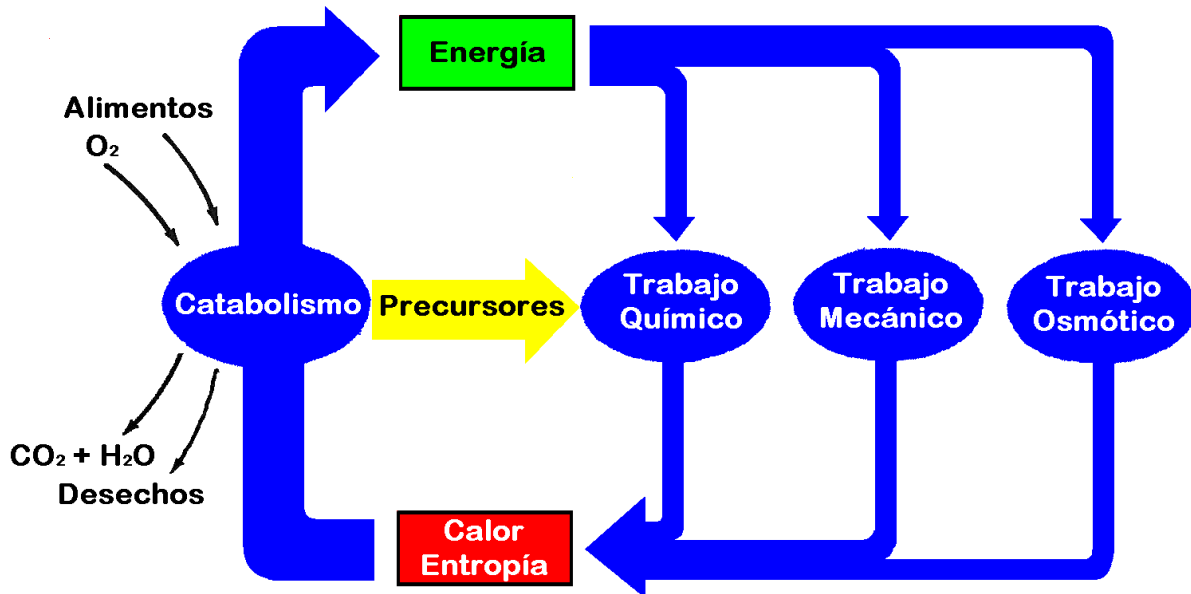 Energía
Alimentos
O₂
Catabolismo
Precursores
Trabajo
Químico
Trabajo
Mecánico
Trabajo
Osmótico
CO₂ + H₂O
Desechos
Calor
Entropía